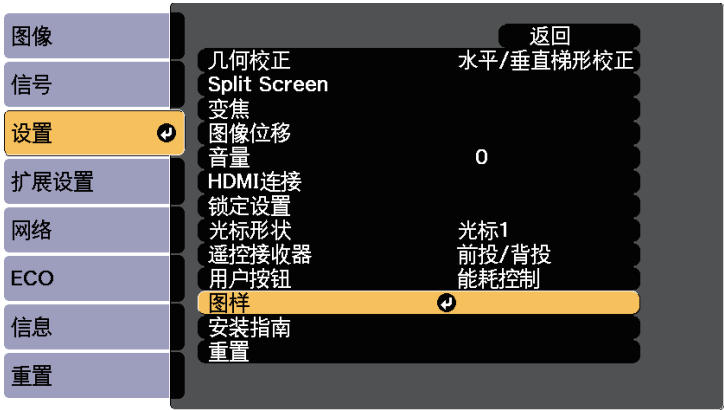 图像
信号
设置
扩展设置
网络
ECO
信息
重置
返回
几何校正 水平/垂直梯形校正
Split Screen
变焦
图像位移
音量 0
HDMI连接
锁定设置
光标形状 光标1
遥控接收器 前投/背投
用户按钮 能耗控制
图样
安装指南
重置